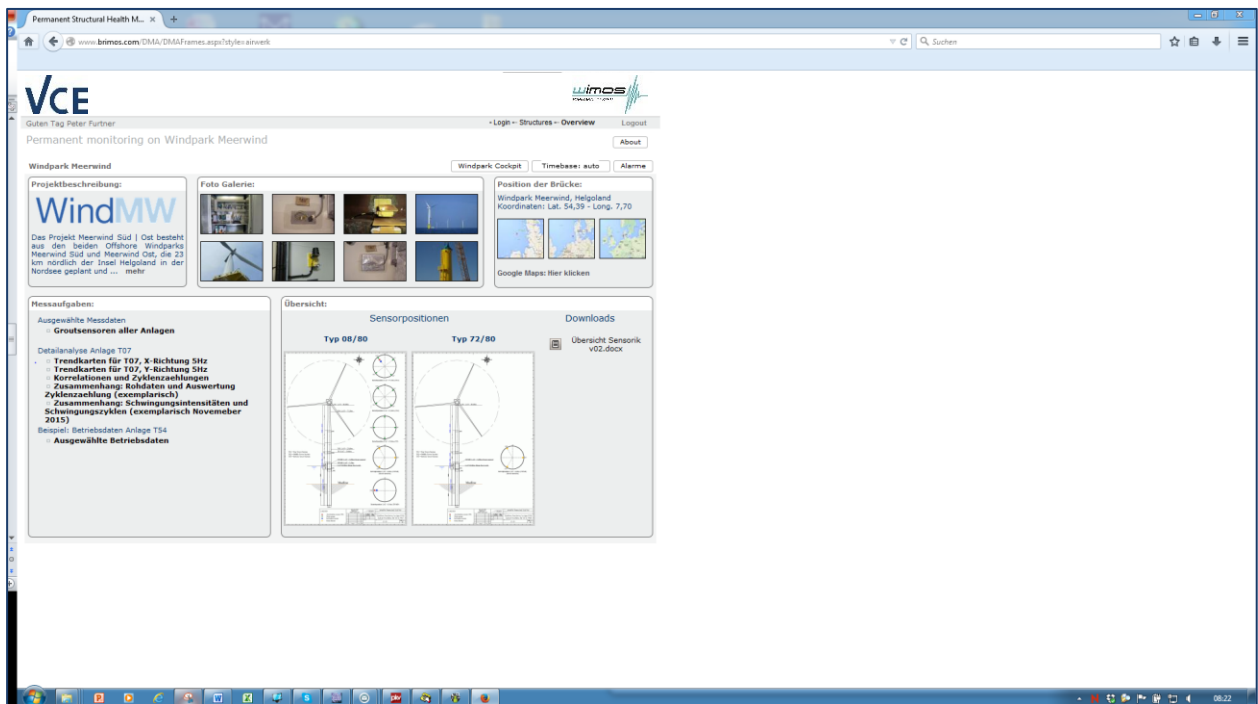 Permanent Structural Health M...
www.brimos.com/DMA/DMAFrames.aspx?style=airwerk
Suchen
VCE
wimos
Guten Tag Peter Furtner
Login
Structures
Overview
Logout
Permanent monitoring on Windpark Meerwind
About
Windpark Meerwind
Windpark Cockpit
Timebase: auto
Alarme
Projektbeschreibung:
WindMW
Das Projekt Meerwind Süd | Ost besteht
aus den beiden Offshore Windparks
Meerwind Süd und Meerwind Ost, die 23
km nördlich der Insel Helgoland in der
Nordsee geplant und ... mehr
Foto Galerie:
Position der Brücke:
Windpark Meerwind, Helgoland
Koordinaten: Lat. 54,39 - Long. 7,70
Google Maps: Hier klicken
Messaufgaben:
Ausgewählte Messdaten
Groutsensoren aller Anlagen
Detailanalyse Anlage T07
Trendkarten für T07, X-Richtung 5Hz
Trendkarten für T07, Y-Richtung 5Hz
Korrelationen und Zyklenzaehlungen
Zusammenhang: Rohdaten und Auswertung
Zyklenzaehlung (exemplarisch)
Zusammenhang: Schwingungsintensitäten und
Schwingungszyklen (exemplarisch Novemeber
2015)
Beispiel: Betriebsdaten Anlage T54
Ausgewählte Betriebsdaten
Übersicht:
Sensorpositionen
Downloads
Typ 08/80
Typ 72/80
Übersicht Sensorik
v02.docx
08:22